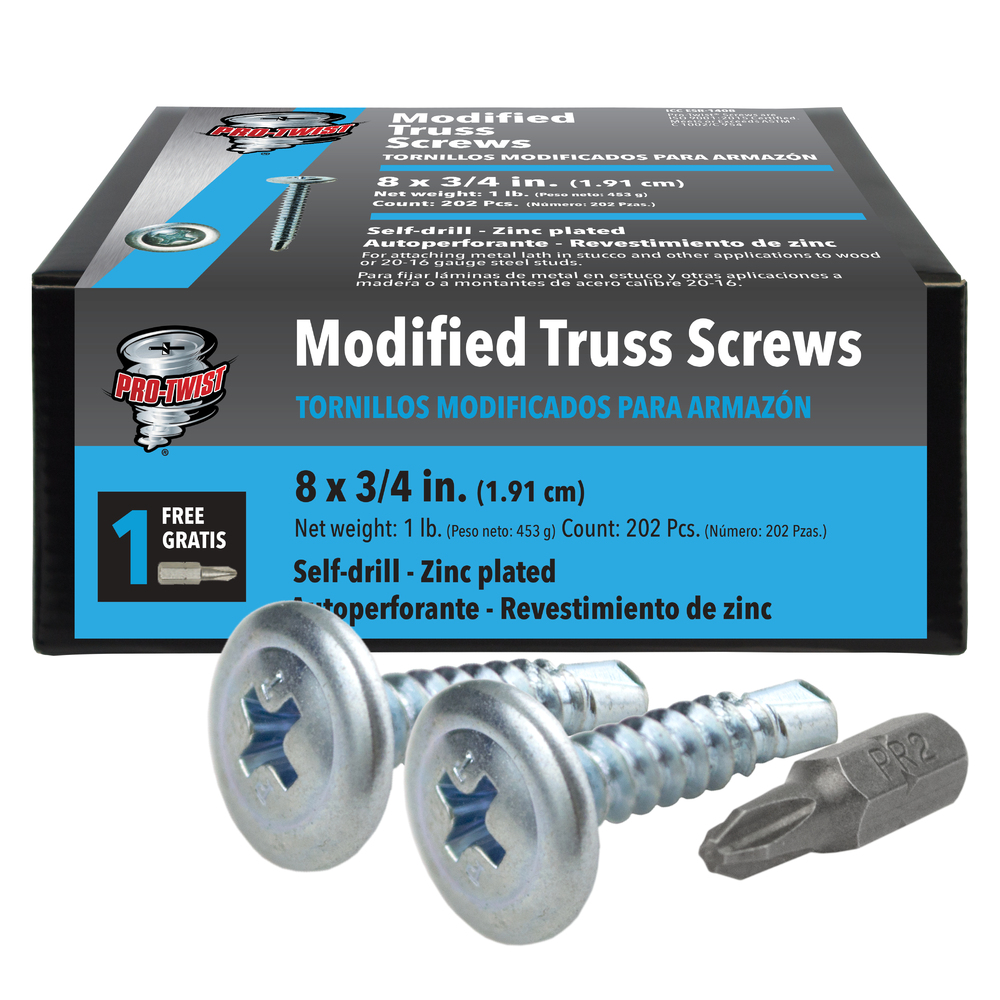 PRO-TWIST
®
Modified
Truss
Screws
TORNILLOS MODIFICADOS PARA ARMAZÓN
ICC ESR-1408
8 x 3/4 in. (1.91 cm)
Net weight: 1 lb. (Peso neto: 453 g)
Count: 202 Pcs. (Número: 202 Pzas.)
Self-drill - Zinc plated
Autoperforante - Revestimiento de zinc
For attaching metal lath in stucco and other applications to wood
or 20-16 gauge steel studs.
Para fijar láminas de metal en estuco y otras aplicaciones a
madera o a montantes de acero calibre 20-16.
PRO-TWIST
®
Modified Truss Screws
TORNILLOS MODIFICADOS PARA ARMAZÓN
1 FREE
GRATIS
8 x 3/4 in. (1.91 cm)
Net weight: 1 lb. (Peso neto: 453 g) Count: 202 Pcs. (Número: 202 Pzas.)
Self-drill - Zinc plated
Autoperforante - Revestimiento de zinc
PR2